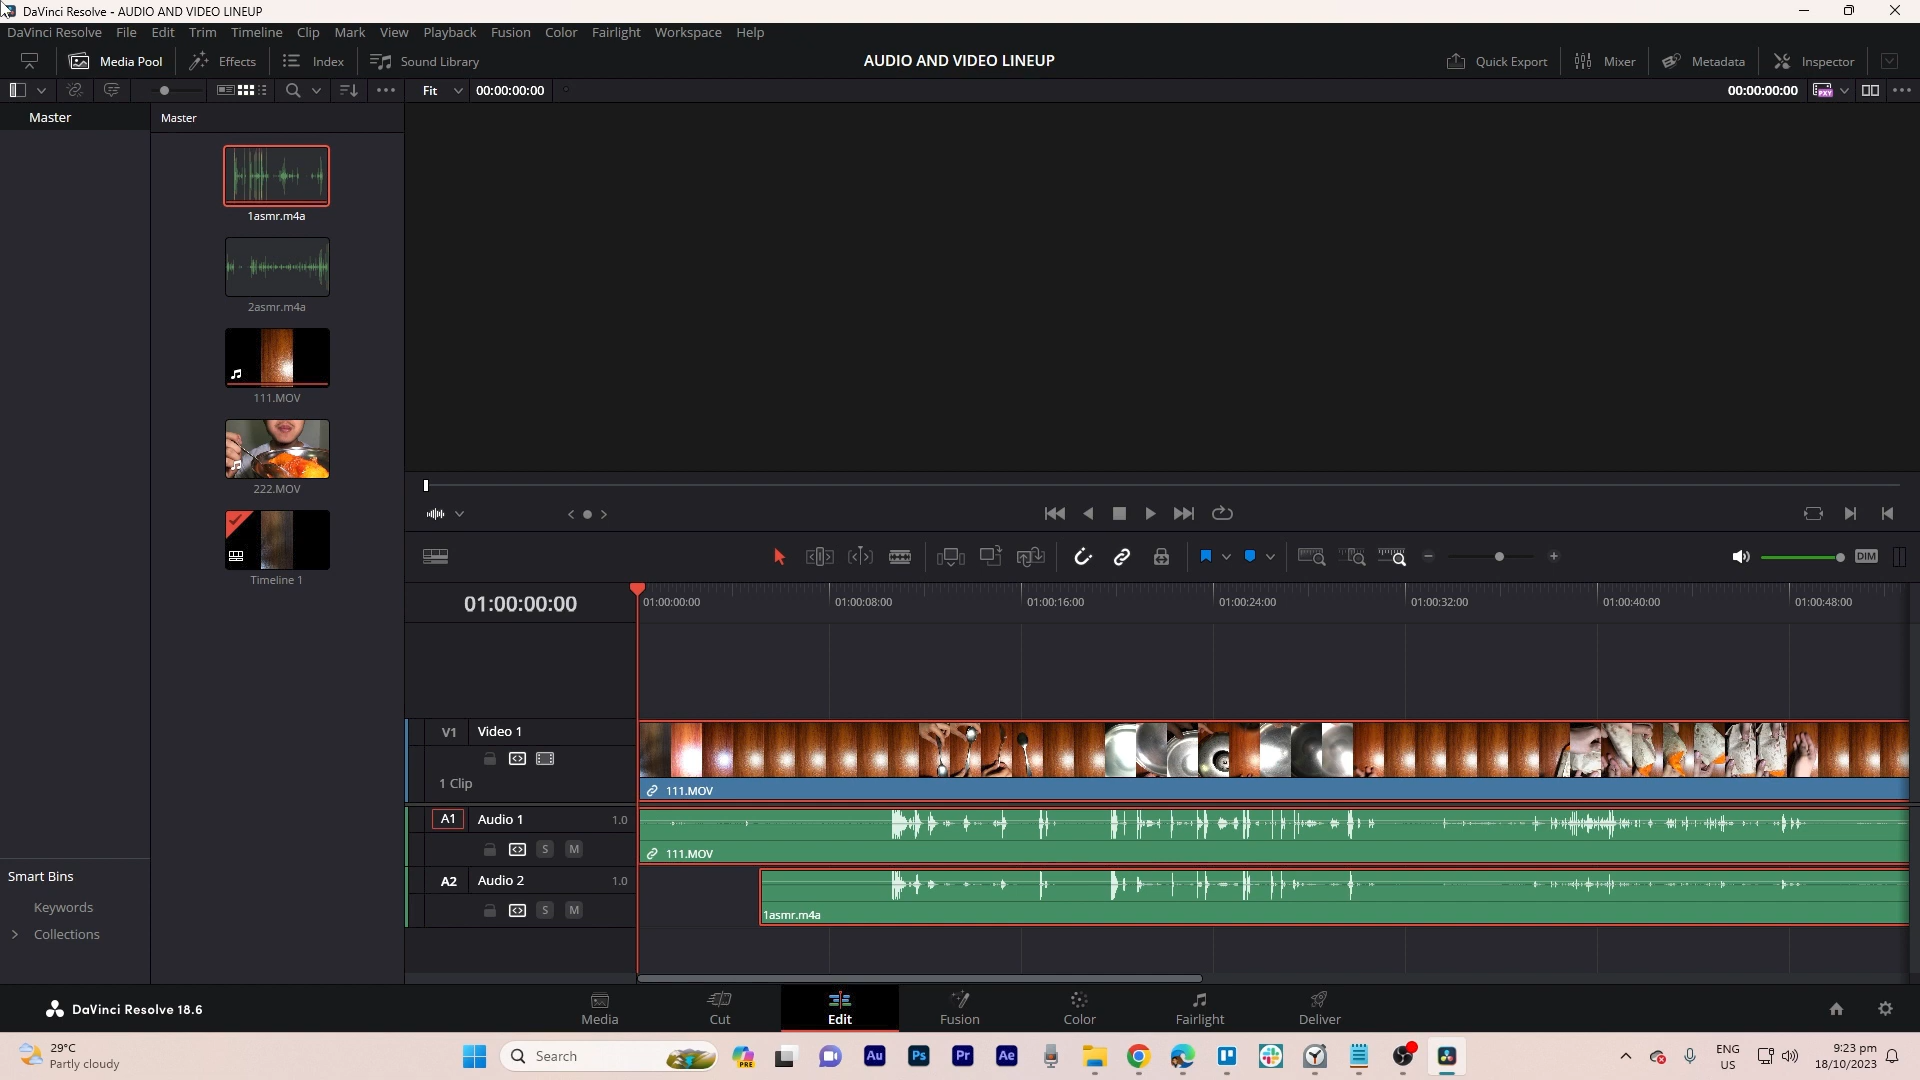 DaVinci Resolve - AUDIO AND VIDEO LINEUP
DaVinci Resolve File Edit Trim Timeline Clip Mark View Playback Fusion Color Fairlight Workspace Help
Media Pool Effects Index Sound Library AUDIO AND VIDEO LINEUP Quick Export Mixer Metadata Inspector
Fit 00:00:00:00 00:00:00:00
Master Master
1asmr.m4a
2asmr.m4a
111.MOV
222.MOV
Timeline 1
DIM
01:00:00:00 01:00:00:00 01:00:08:00 01:00:16:00 01:00:24:00 01:00:32:00 01:00:40:00 01:00:48:00
V1 Video 1
1 Clip
111.MOV
A1 Audio 1 1.0
S M
111.MOV
A2 Audio 2 1.0
S M
1asmr.m4a
Smart Bins
Keywords
Collections
DaVinci Resolve 18.6
Media Cut Edit Fusion Color Fairlight Deliver
29°C
Partly cloudy
Search
PRE
Au Ps Pr Ae
ENG
US
9:23 pm
18/10/2023